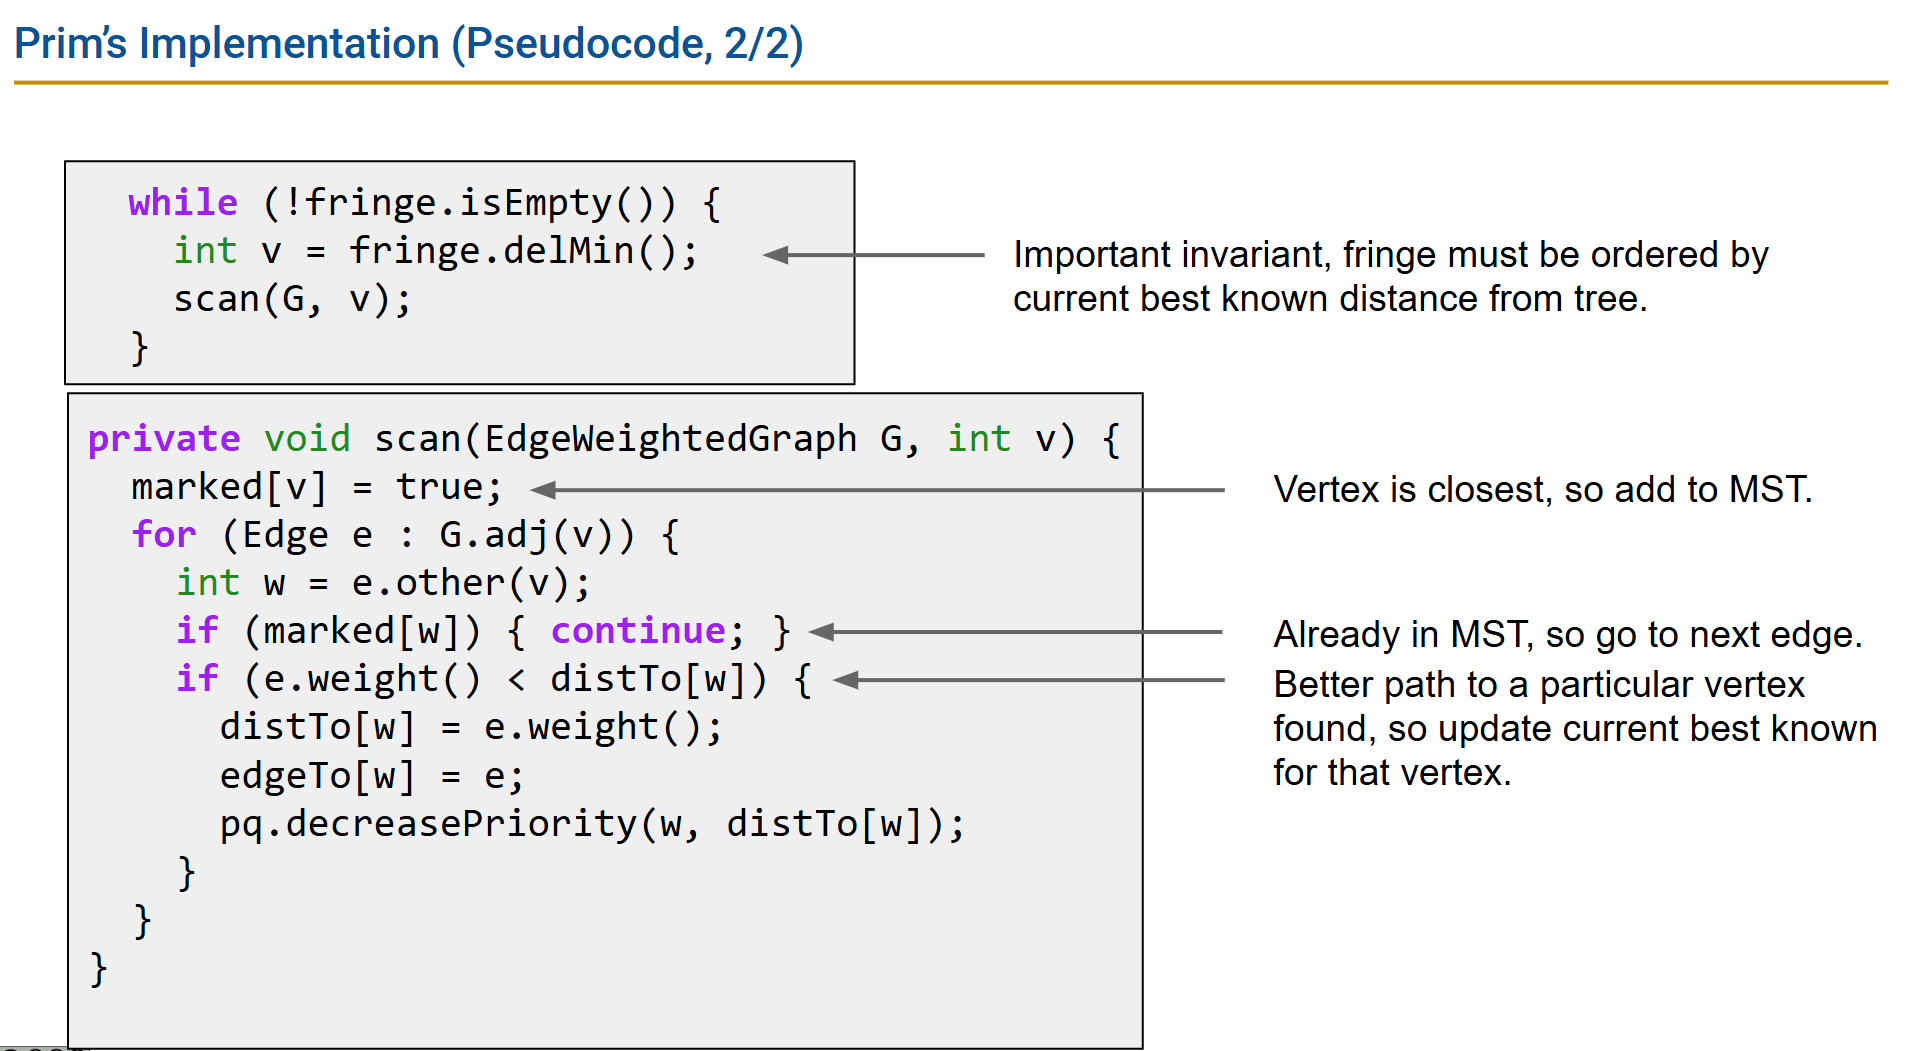 Prim's Implementation (Pseudocode, 2/2)
while (!fringe.isEmpty()) {
int v = fringe.delMin();
scan(G, v);
}
Important invariant, fringe must be ordered by
current best known distance from tree.
private void scan(EdgeWeightedGraph G, int v) {
marked[v] = true;
for (Edge e : G.adj(v)) {
int w = e.other(v);
if (marked[w]) { continue; }
if (e.weight() < distTo[w]) {
distTo[w] = e.weight();
edgeTo[w] = e;
pq.decreasePriority(w, distTo[w]);
}
}
}
Vertex is closest, so add to MST.
Already in MST, so go to next edge.
Better path to a particular vertex
found, so update current best known
for that vertex.